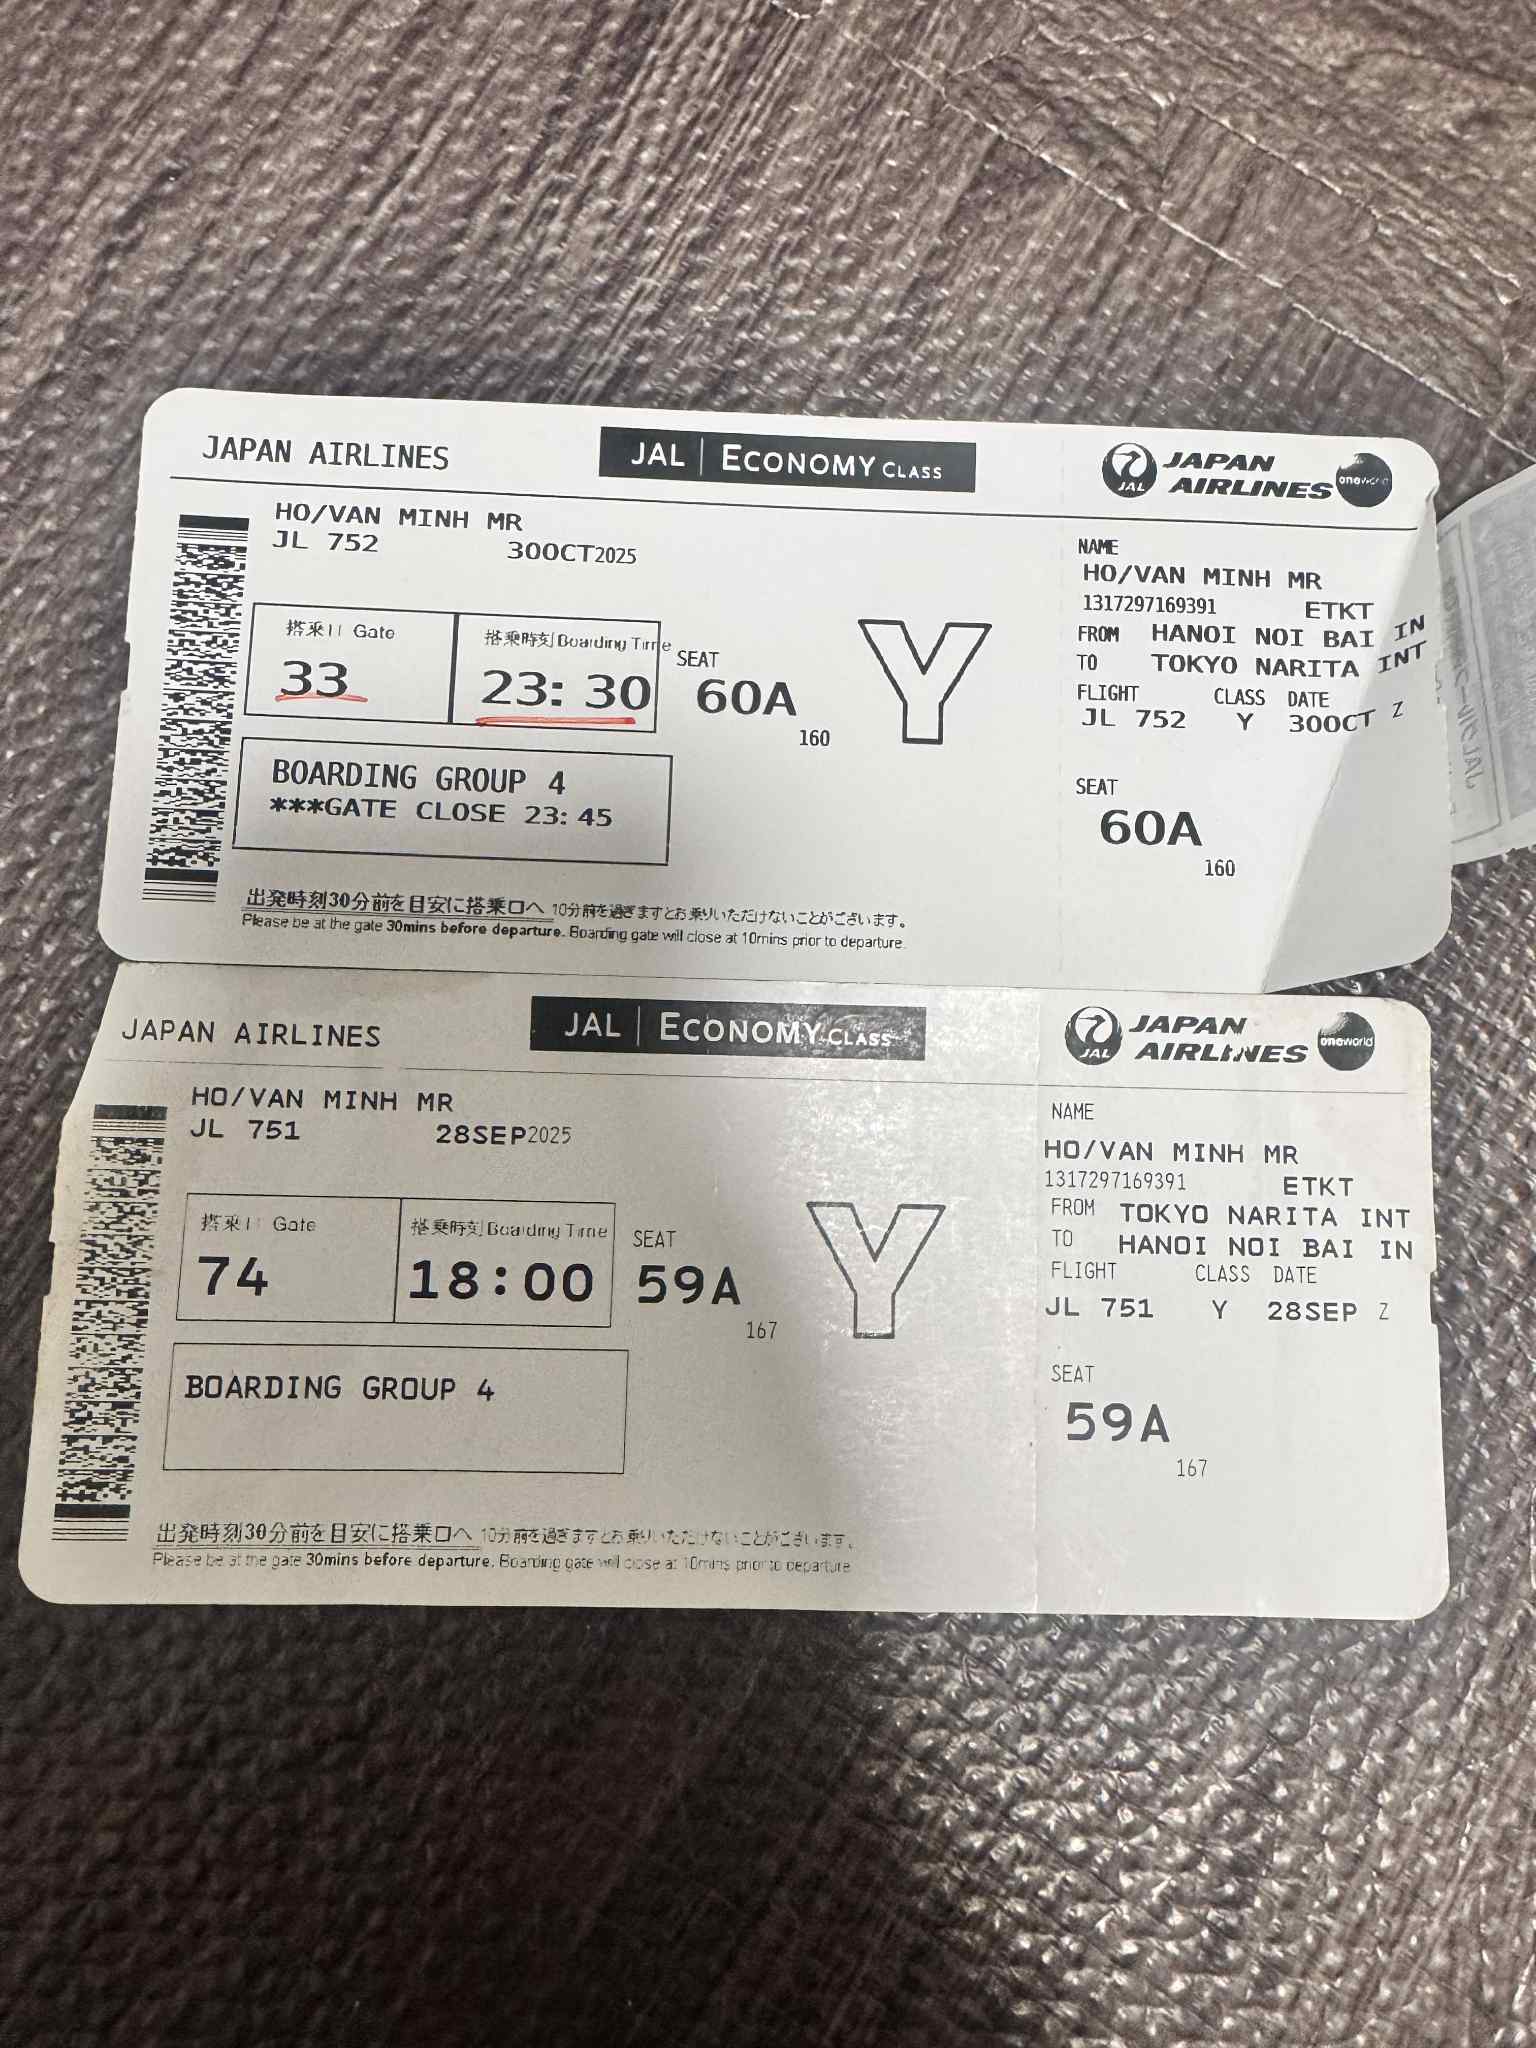 JAPAN AIRLINES
JAL | ECONOMY CLASS
JAL
JAPAN
AIRLINES
oneworld
HO/VAN MINH MR
JL 752 30OCT2025
搭乗口 Gate
33
搭乗時刻 Boarding Time
23:30
SEAT
60A
160
Y
BOARDING GROUP 4
***GATE CLOSE 23:45
出発時刻30分前を目安に搭乗口へ 10分前を過ぎますとお乗りいただけないことがございます。
Please be at the gate 30mins before departure. Boarding gate will close at 10mins prior to departure.
NAME
HO/VAN MINH MR
1317297169391 ETKT
FROM HANOI NOI BAI IN
TO TOKYO NARITA INT
FLIGHT CLASS DATE
JL 752 Y 30OCT Z
SEAT
60A
160
JAPAN AIRLINES
JAL | ECONOMY CLASS
JAL
JAPAN
AIRLINES
oneworld
HO/VAN MINH MR
JL 751 28SEP2025
搭乗口 Gate
74
搭乗時刻 Boarding Time
18:00
SEAT
59A
167
Y
BOARDING GROUP 4
出発時刻30分前を目安に搭乗口へ 10分前を過ぎますとお乗りいただけないことがございます。
Please be at the gate 30mins before departure. Boarding gate will close at 10mins prior to departure.
NAME
HO/VAN MINH MR
1317297169391 ETKT
FROM TOKYO NARITA INT
TO HANOI NOI BAI IN
FLIGHT CLASS DATE
JL 751 Y 28SEP Z
SEAT
59A
167